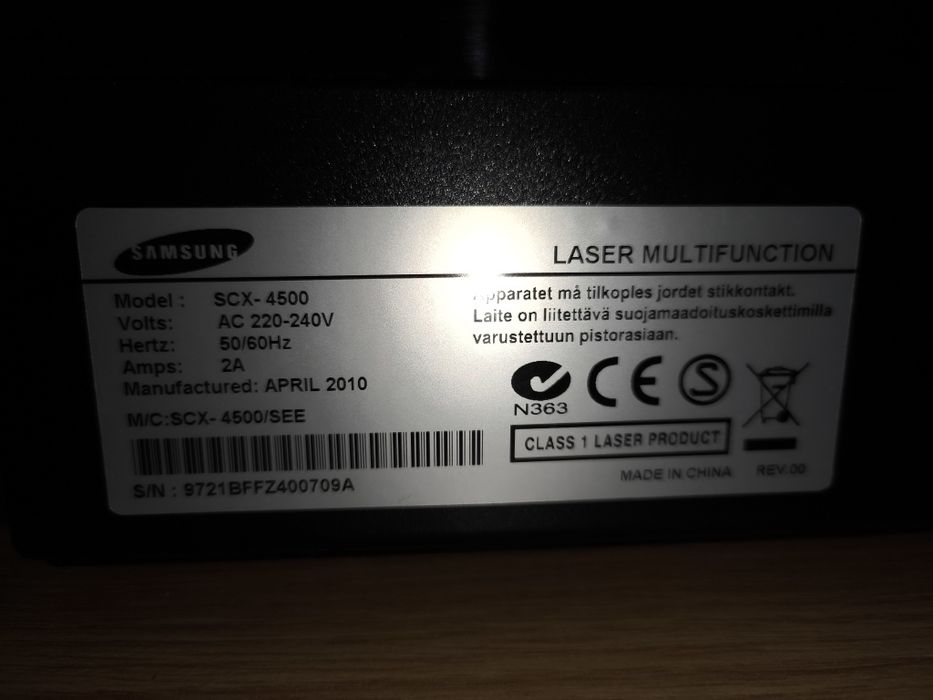 SAMSUNG
LASER MULTIFUNCTION
Model : SCX- 4500
Volts: AC 220-240V
Hertz: 50/60Hz
Amps: 2A
Manufactured: APRIL 2010
M/C:SCX- 4500/SEE
S/N : 9721BFFZ400709A
Apparatet må tilkoples jordet stikkontakt.
Laite on liitettävä suojamaadoituskoskettimilla
varustettuun pistorasiaan.
N363
CE
S
CLASS 1 LASER PRODUCT
MADE IN CHINA REV.00